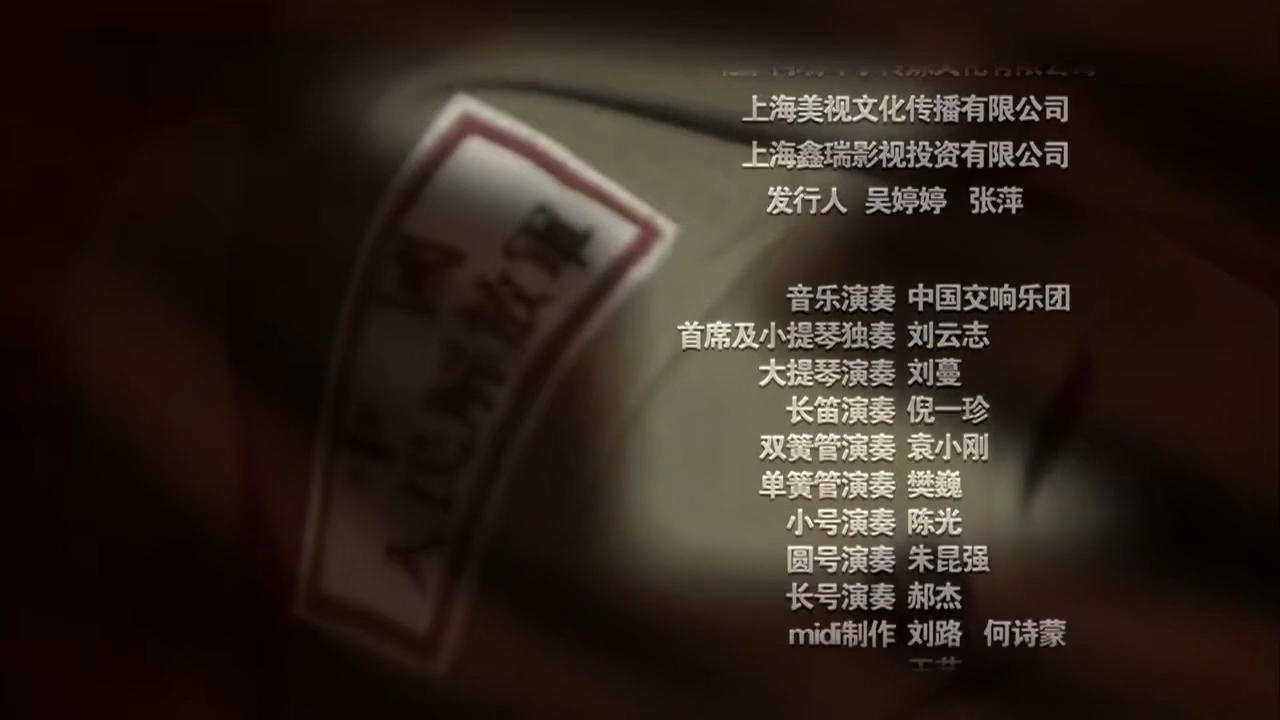 上海美视文化传播有限公司
上海鑫瑞影视投资有限公司
发行人 吴婷婷 张萍
音乐演奏 中国交响乐团
首席及小提琴独奏 刘云志
大提琴演奏 刘蔓
长笛演奏 倪一珍
双簧管演奏 袁小刚
单簧管演奏 樊巍
小号演奏 陈光
圆号演奏 朱昆强
长号演奏 郝杰
midi制作 刘路 何诗蒙